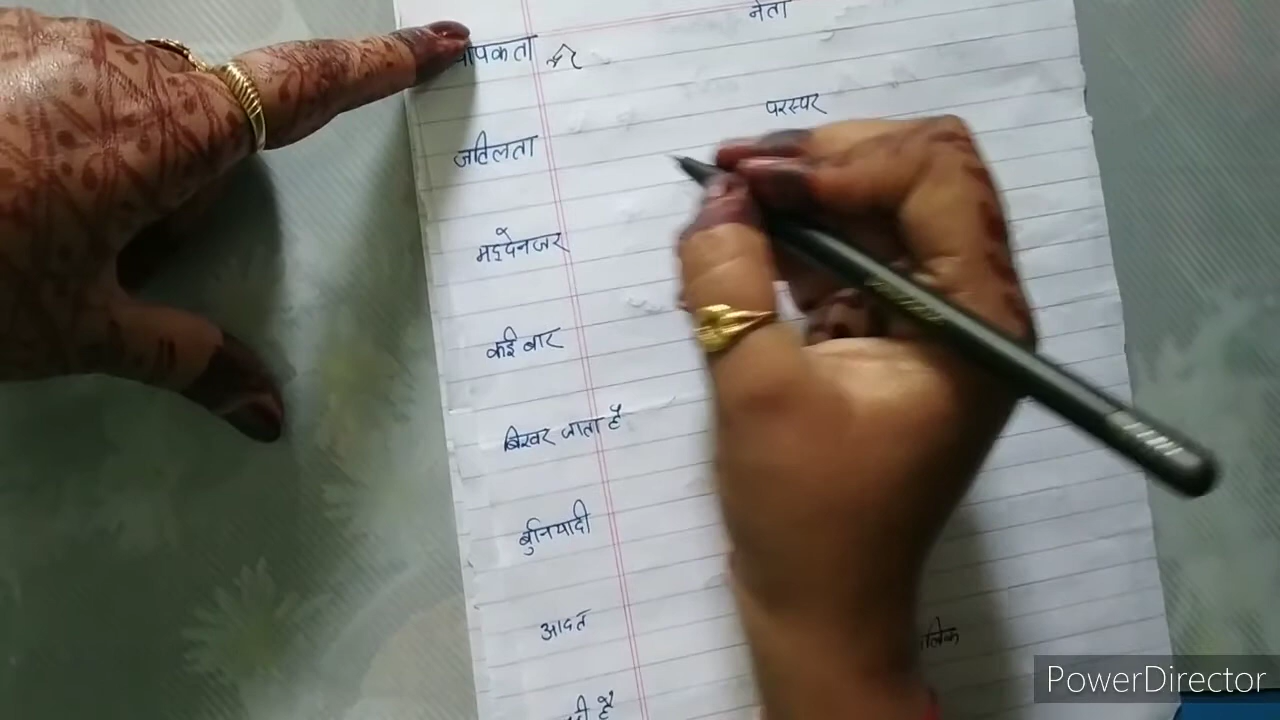 नेता
जटिलता
परस्पर
मद्देनजर
कई बार
बिखर जाता है
बुनियादी
आदत
है
PowerDirector